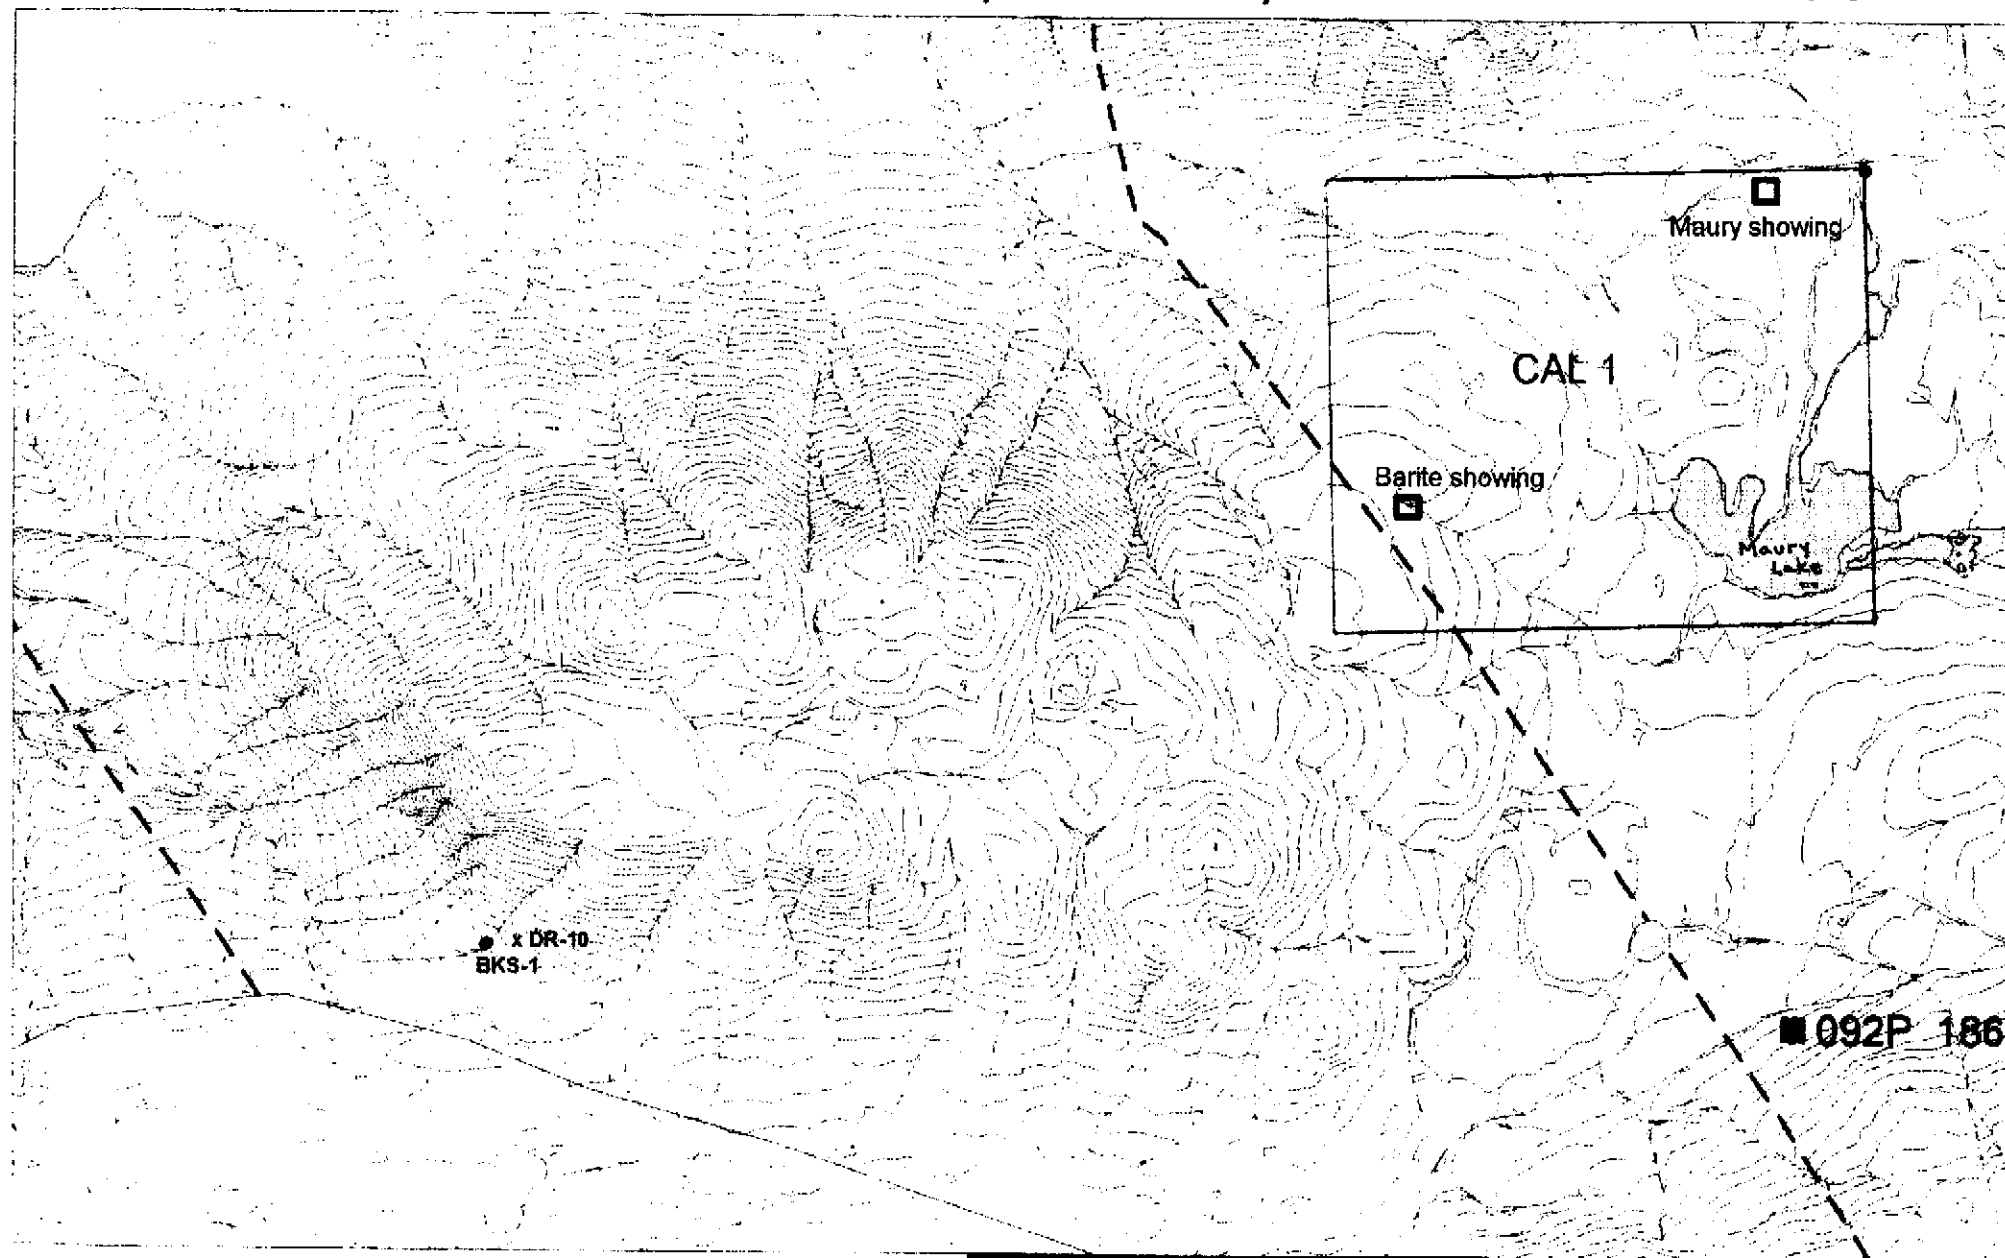 Maury showing
CAL 1
Barite showing
Maury
Lake
x DR-10
BKS-1
092P 186